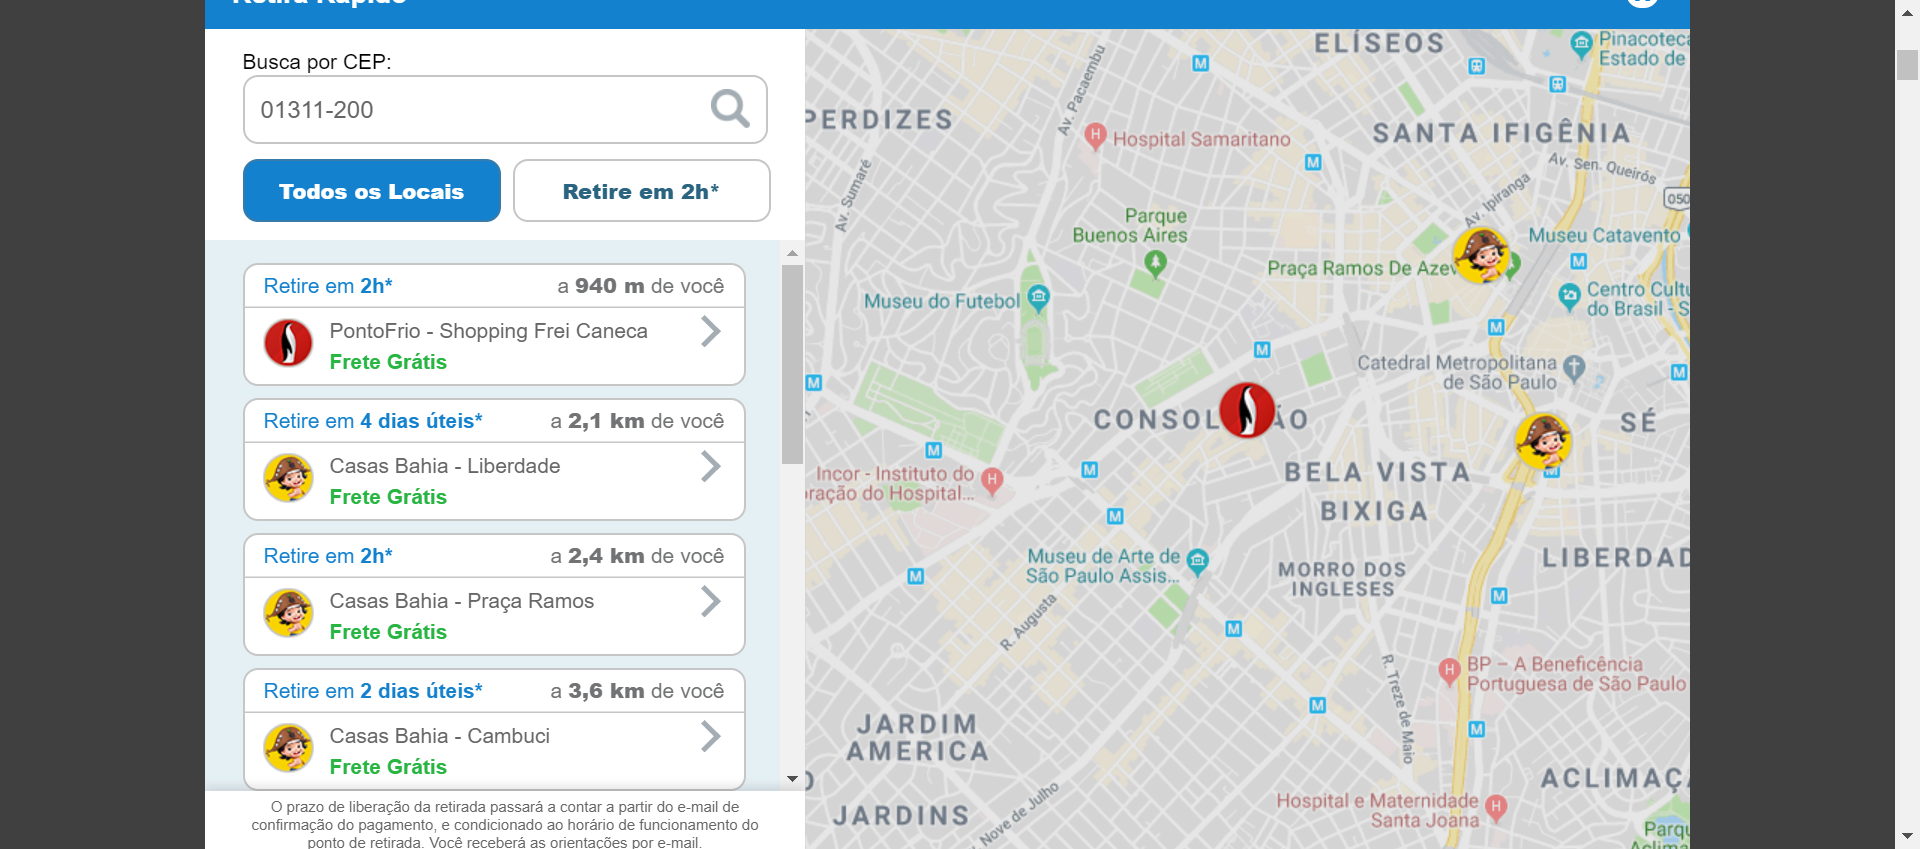 Retira Rápido
Busca por CEP:
01311-200
Todos os Locais
Retire em 2h*
Retire em 2h*
a 940 m de você
PontoFrio - Shopping Frei Caneca
Frete Grátis
Retire em 4 dias úteis*
a 2,1 km de você
Casas Bahia - Liberdade
Frete Grátis
Retire em 2h*
a 2,4 km de você
Casas Bahia - Praça Ramos
Frete Grátis
Retire em 2 dias úteis*
a 3,6 km de você
Casas Bahia - Cambuci
Frete Grátis
O prazo de liberação da retirada passará a contar a partir do e-mail de
confirmação do pagamento, e condicionado ao horário de funcionamento do
ponto de retirada. Você receberá as orientações por e-mail.
ELÍSEOS
Pinacoteca
Estado de
M
Av. Pacaembu
PERDIZES
H Hospital Samaritano
SANTA IFIGÊNIA
M
Av. Sen. Queirós
Av. Sumaré
Av. Ipiranga
050
Parque
Buenos Aires
Museu Catavento
M
Praça Ramos De Azev
Museu do Futebol
Centro Cultu
do Brasil - S
M
M
Catedral Metropolitana
de São Paulo
M
M
CONSOL ÃO
SÉ
M
Incor - Instituto do
ração do Hospital...
H
M
BELA VISTA
M
BIXIGA
M
Museu de Arte de
São Paulo Assis...
LIBERDAD
MORRO DOS
INGLESES
M
M
R. Augusta
M
H BP – A Beneficência
Portuguesa de São Paulo
R. Treze de Maio
M
M
JARDIM
AMERICA
ACLIMAÇ
Nove de Julho
JARDINS
Hospital e Maternidade
Santa Joana
H
Parqu
Aclima